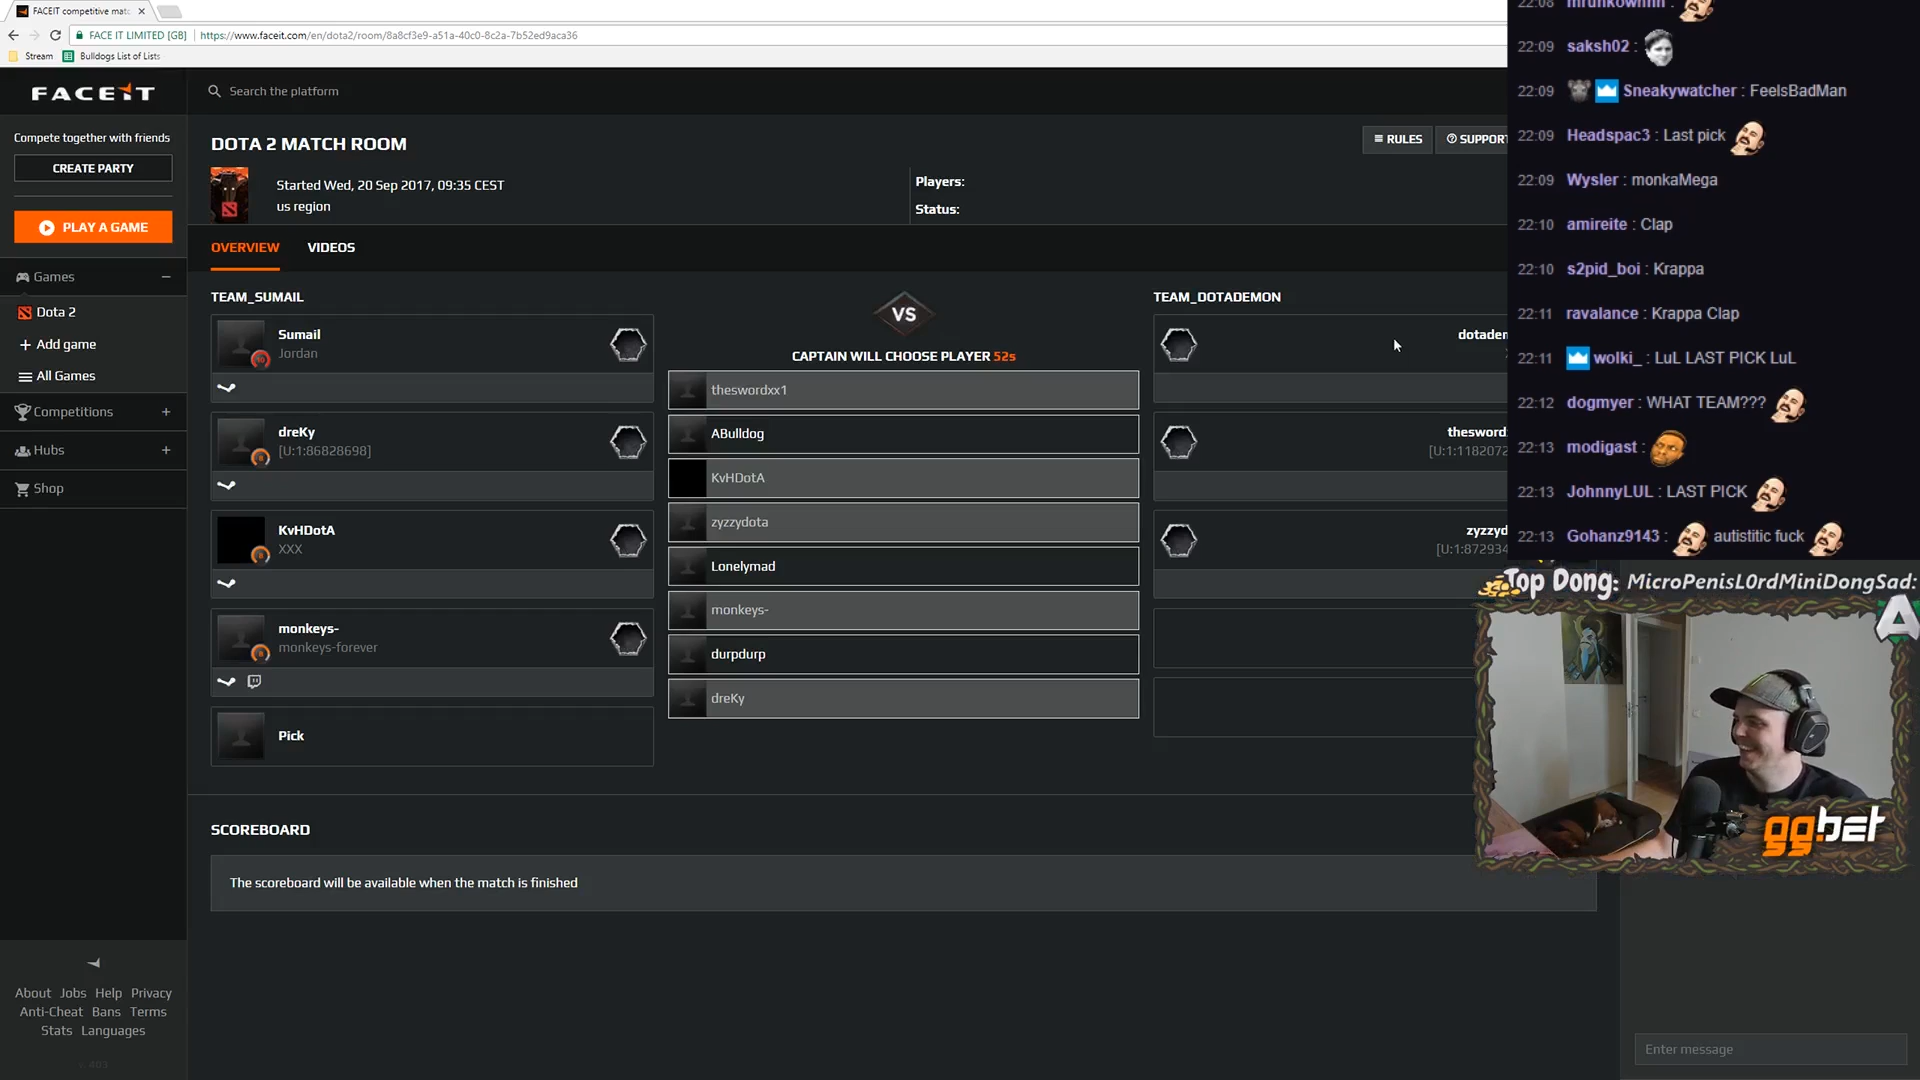 FACEIT competitive matc
FACE IT LIMITED [GB]
https://www.faceit.com/en/dota2/room/8a8cf3e9-a51a-40c0-8c2a-7b52ed9aca36
Stream
Bulldogs List of Lists
FACEIT
Search the platform
Compete together with friends
CREATE PARTY
PLAY A GAME
Games
Dota 2
Add game
All Games
Competitions
Hubs
Shop
About Jobs Help Privacy
Anti-Cheat Bans Terms
Stats Languages
DOTA 2 MATCH ROOM
RULES
SUPPORT
Started Wed, 20 Sep 2017, 09:35 CEST
us region
Players:
Status:
OVERVIEW
VIDEOS
TEAM_SUMAIL
Sumail
Jordan
dreKy
[U:1:86828698]
KvHDotA
XXX
monkeys-
monkeys-forever
Pick
VS
CAPTAIN WILL CHOOSE PLAYER 52s
theswordxx1
ABulldog
KvHDotA
zyzzydota
Lonelymad
monkeys-
durpdurp
dreKy
TEAM_DOTADEMON
dotaden
thesword
[U:1:1182072
zyzzyd
[U:1:872934
SCOREBOARD
The scoreboard will be available when the match is finished
22:08 mrunkownnn :
22:09 saksh02 :
22:09 Sneakywatcher : FeelsBadMan
22:09 Headspac3 : Last pick
22:09 Wysler : monkaMega
22:10 amireite : Clap
22:10 s2pid_boi : Krappa
22:11 ravalance : Krappa Clap
22:11 wolki_ : LuL LAST PICK LuL
22:12 dogmyer : WHAT TEAM???
22:13 modigast :
22:13 JohnnyLUL : LAST PICK
22:13 Gohanz9143 : autistitic fuck
Top Dong: MicroPenisL0rdMiniDongSad:
A
gg.bet
Enter message